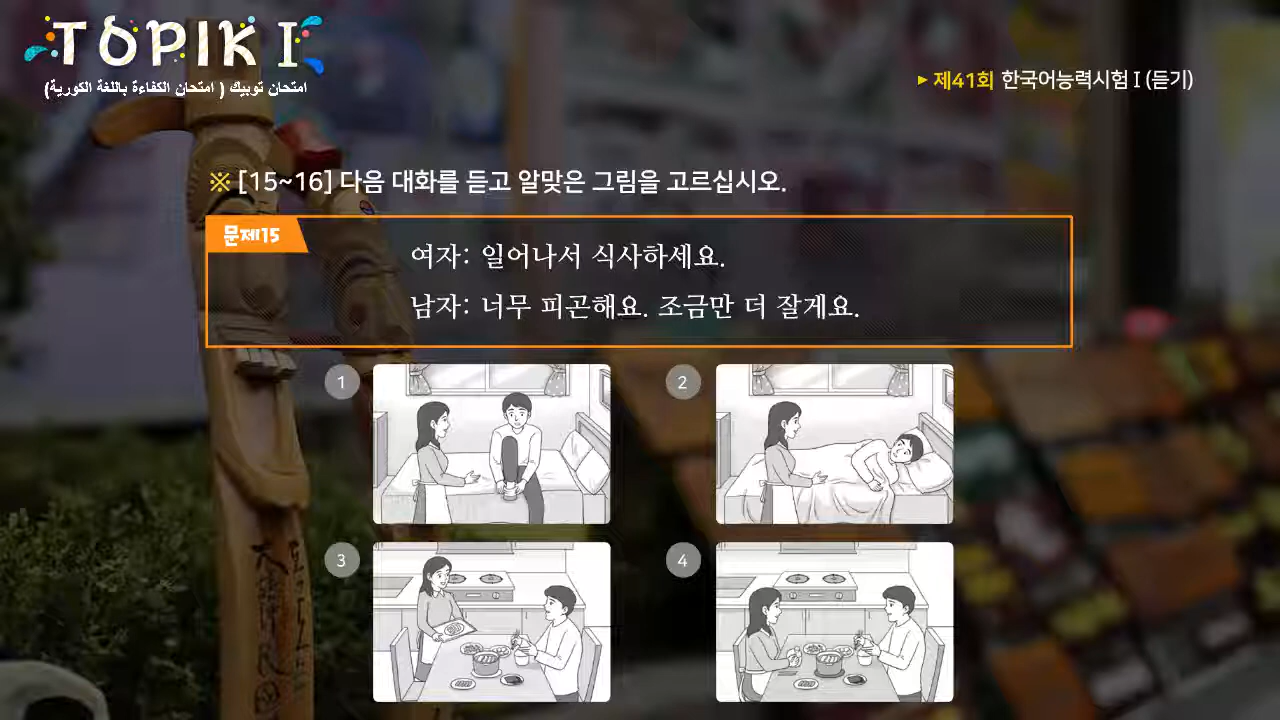 TOPIK I
امتحان توبيك ( امتحان الكفاءة باللغة الكورية)
▶ 제41회 한국어능력시험 I (듣기)
※ [15~16] 다음 대화를 듣고 알맞은 그림을 고르십시오.
문제15
여자: 일어나서 식사하세요.
남자: 너무 피곤해요. 조금만 더 잘게요.
1
2
3
4